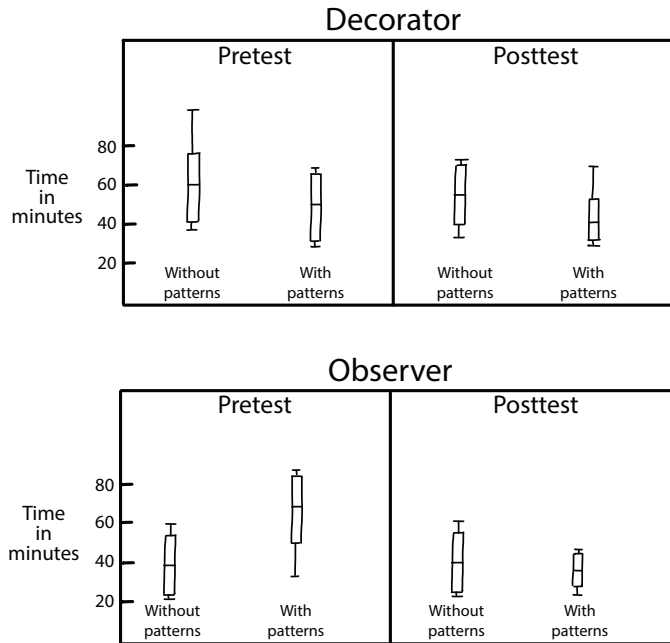 Decorator
Pretest
Posttest
80
60
40
20
Time
in
minutes
Without
patterns
With
patterns
Without
patterns
With
patterns
Observer
Pretest
Posttest
80
60
40
20
Time
in
minutes
Without
patterns
With
patterns
Without
patterns
With
patterns